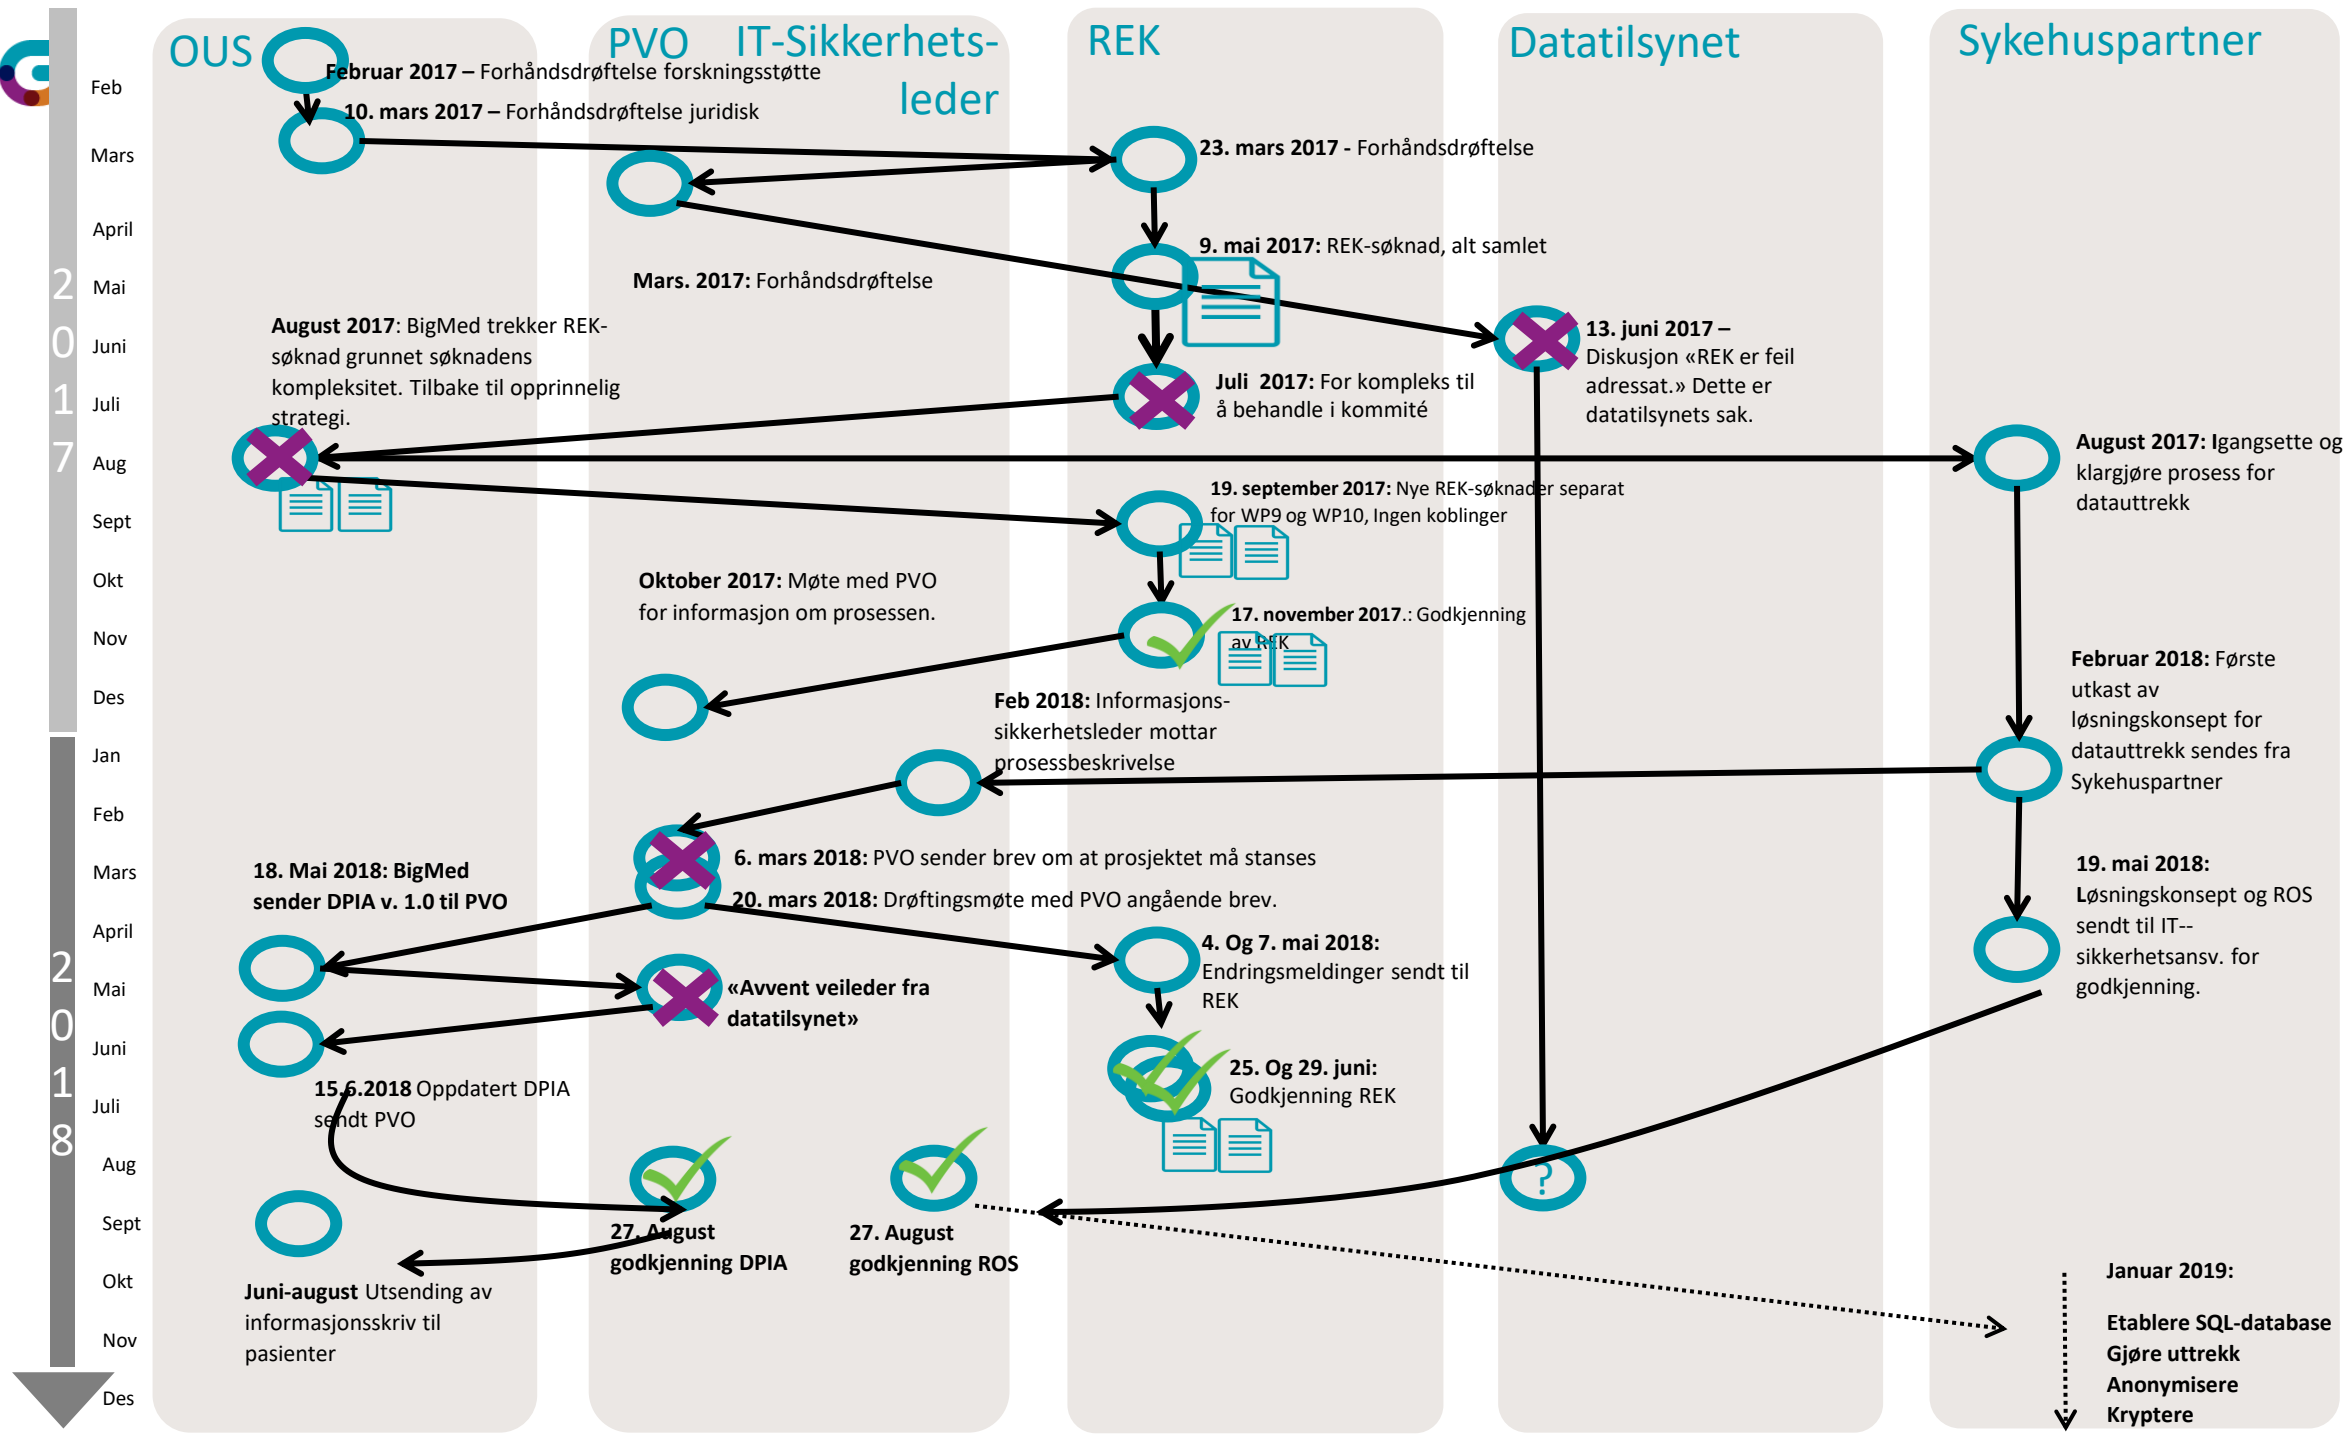 OUS
PVO
IT-Sikkerhets-
leder
REK
Datatilsynet
Sykehuspartner
2
0
1
7
2
0
1
8
Feb
Mars
April
Mai
Juni
Juli
Aug
Sept
Okt
Nov
Des
Jan
Feb
Mars
April
Mai
Juni
Juli
Aug
Sept
Okt
Nov
Des
Februar 2017 – Forhåndsdrøftelse forskningsstøtte
10. mars 2017 – Forhåndsdrøftelse juridisk
23. mars 2017 - Forhåndsdrøftelse
9. mai 2017: REK-søknad, alt samlet
Mars. 2017: Forhåndsdrøftelse
August 2017: BigMed trekker REK-
søknad grunnet søknadens
kompleksitet. Tilbake til opprinnelig
strategi.
13. juni 2017 –
Diskusjon «REK er feil
adressat.» Dette er
datatilsynets sak.
Juli 2017: For kompleks til
å behandle i kommité
August 2017: Igangsette og
klargjøre prosess for
datauttrekk
19. september 2017: Nye REK-søknader separat
for WP9 og WP10, Ingen koblinger
Oktober 2017: Møte med PVO
for informasjon om prosessen.
17. november 2017.: Godkjenning
av REK
Feb 2018: Informasjons-
sikkerhetsleder mottar
prosessbeskrivelse
Februar 2018: Første
utkast av
løsningskonsept for
datauttrekk sendes fra
Sykehuspartner
6. mars 2018: PVO sender brev om at prosjektet må stanses
20. mars 2018: Drøftingsmøte med PVO angående brev.
18. Mai 2018: BigMed
sender DPIA v. 1.0 til PVO
19. mai 2018:
Løsningskonsept og ROS
sendt til IT--
sikkerhetsansv. for
godkjenning.
4. Og 7. mai 2018:
Endringsmeldinger sendt til
REK
«Avvent veileder fra
datatilsynet»
25. Og 29. juni:
Godkjenning REK
15.6.2018 Oppdatert DPIA
sendt PVO
?
27. August
godkjenning DPIA
27. August
godkjenning ROS
Juni-august Utsending av
informasjonsskriv til
pasienter
Januar 2019:
Etablere SQL-database
Gjøre uttrekk
Anonymisere
Kryptere